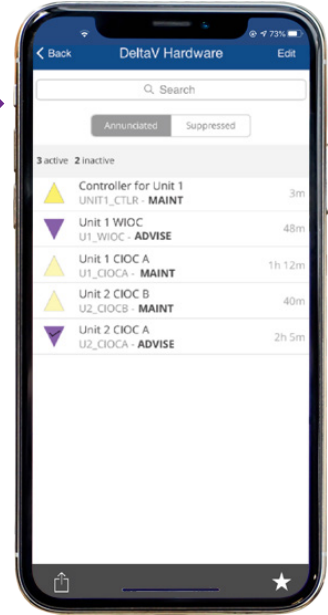 73%
Back
DeltaV Hardware
Edit
Search
Annunciated
Suppressed
3 active 2 inactive
Controller for Unit 1
UNIT1_CTLR - MAINT
3m
Unit 1 WIOC
U1_WIOC - ADVISE
48m
Unit 1 CIOC A
U1_CIOCA - MAINT
1h 12m
Unit 2 CIOC B
U2_CIOCB - MAINT
40m
Unit 2 CIOC A
U2_CIOCA - ADVISE
2h 5m